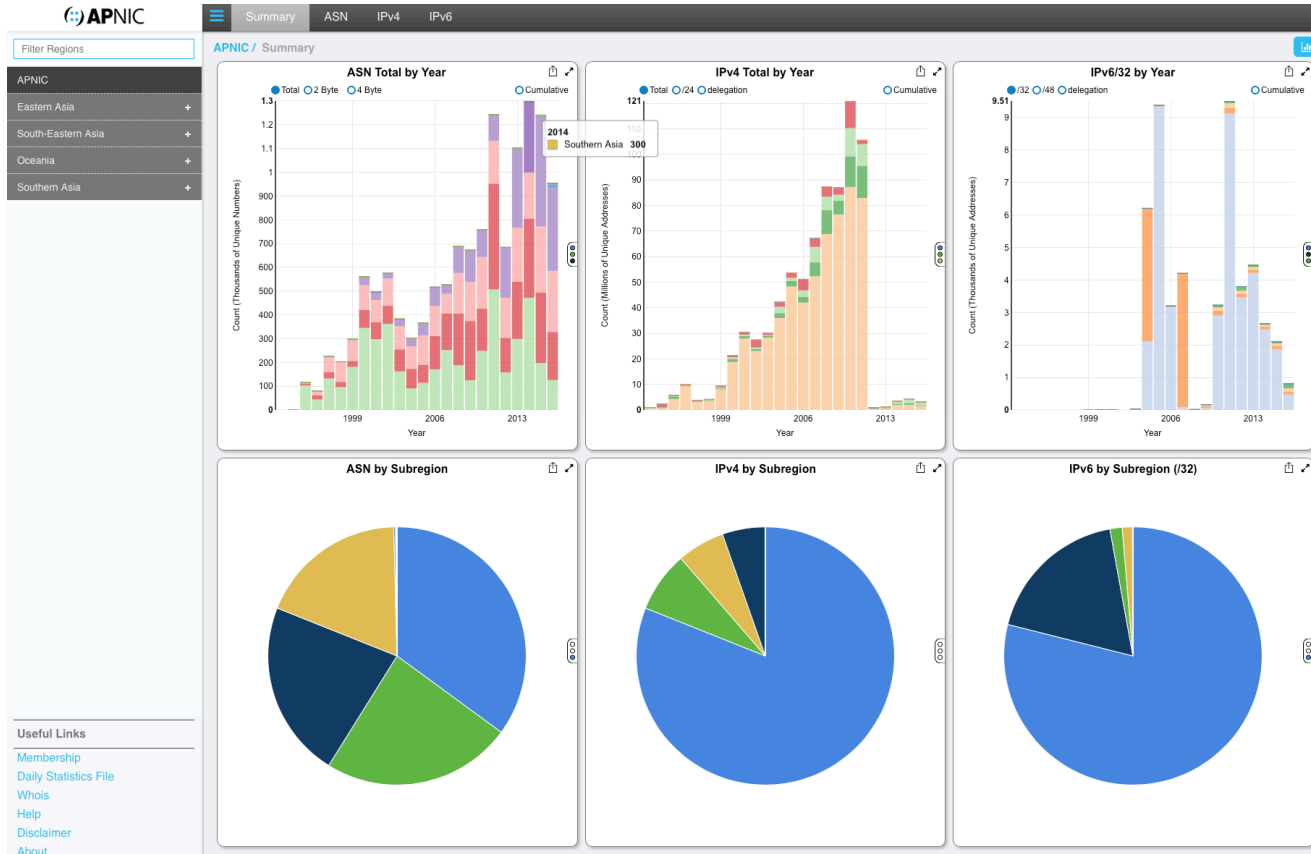 APNIC
Summary ASN IPv4 IPv6
Filter Regions
APNIC
Eastern Asia +
South-Eastern Asia +
Oceania +
Southern Asia +
Useful Links
Membership
Daily Statistics File
Whois
Help
Disclaimer
About
APNIC / Summary
ASN Total by Year
Total 2 Byte 4 Byte Cumulative
1.3
1.2
1.1
1
900
800
700
600
500
400
300
200
100
0
Count (Thousands of Unique Numbers)
1999 2006 2013
Year
2014
Southern Asia 300
IPv4 Total by Year
Total /24 delegation Cumulative
121
110
100
90
80
70
60
50
40
30
20
10
0
Count (Millions of Unique Addresses)
1999 2006 2013
Year
IPv6/32 by Year
/32 /48 delegation Cumulative
9.51
9
8
7
6
5
4
3
2
1
0
Count (Thousands of Unique Addresses)
1999 2006 2013
Year
ASN by Subregion
IPv4 by Subregion
IPv6 by Subregion (/32)